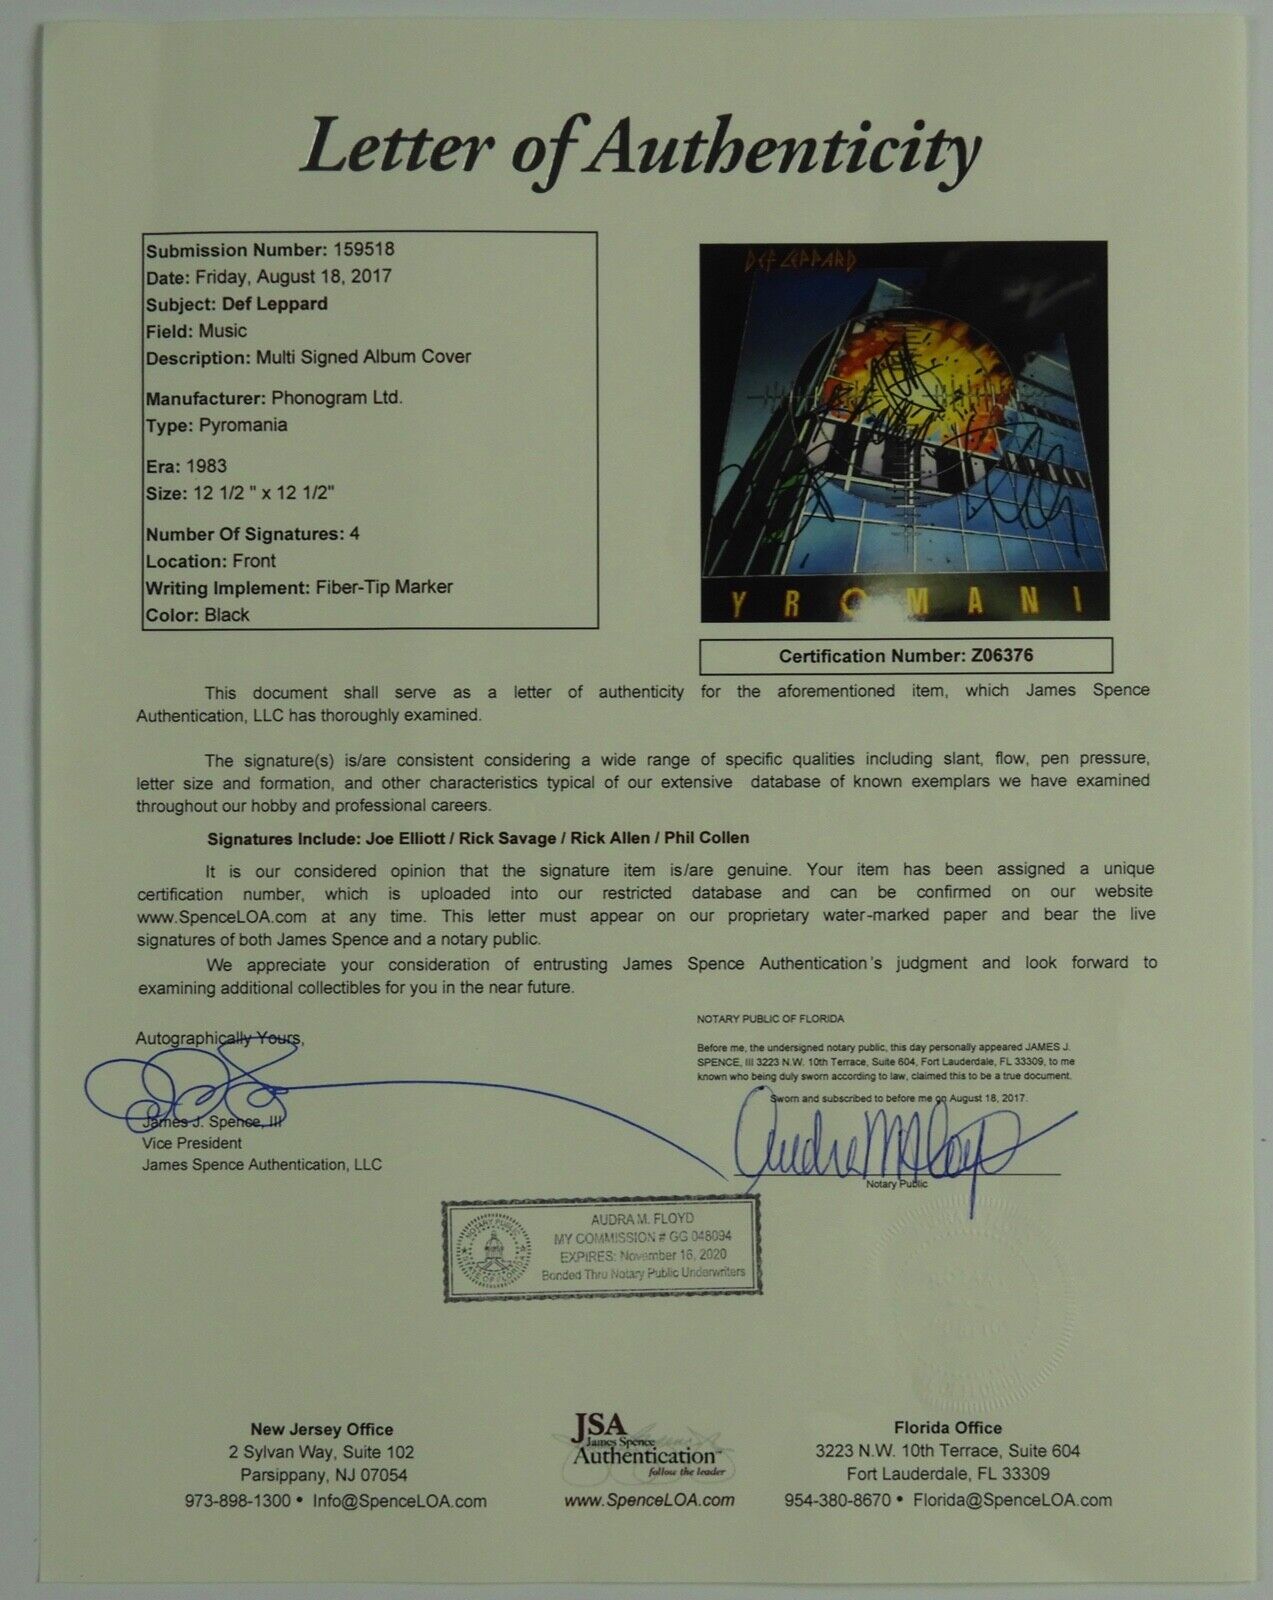 Letter of Authenticity
Submission Number: 159518
Date: Friday, August 18, 2017
Subject: Def Leppard
Field: Music
Description: Multi Signed Album Cover
Manufacturer: Phonogram Ltd.
Type: Pyromania
Era: 1983
Size: 12 1/2 " x 12 1/2"
Number Of Signatures: 4
Location: Front
Writing Implement: Fiber-Tip Marker
Color: Black
DEF LEPPARD
YROMANI
Certification Number: Z06376
This document shall serve as a letter of authenticity for the aforementioned item, which James Spence
Authentication, LLC has thoroughly examined.
The signature(s) is/are consistent considering a wide range of specific qualities including slant, flow, pen pressure,
letter size and formation, and other characteristics typical of our extensive database of known exemplars we have examined
throughout our hobby and professional careers.
Signatures Include: Joe Elliott / Rick Savage / Rick Allen / Phil Collen
It is our considered opinion that the signature item is/are genuine. Your item has been assigned a unique
certification number, which is uploaded into our restricted database and can be confirmed on our website
www.SpenceLOA.com at any time. This letter must appear on our proprietary water-marked paper and bear the live
signatures of both James Spence and a notary public.
We appreciate your consideration of entrusting James Spence Authentication's judgment and look forward to
examining additional collectibles for you in the near future.
Autographically Yours,
James J. Spence, III
Vice President
James Spence Authentication, LLC
NOTARY PUBLIC OF FLORIDA
Before me, the undersigned notary public, this day personally appeared JAMES J.
SPENCE, III 3223 N.W. 10th Terrace, Suite 604, Fort Lauderdale, FL 33309, to me
known who being duly sworn according to law, claimed this to be a true document.
Sworn and subscribed to before me on August 18, 2017.
Audra M Floyd
Notary Public
NOTARY PUBLIC
STATE OF FLORIDA
AUDRA M. FLOYD
MY COMMISSION # GG 048094
EXPIRES: November 16, 2020
Bonded Thru Notary Public Underwriters
New Jersey Office
2 Sylvan Way, Suite 102
Parsippany, NJ 07054
973-898-1300 • Info@SpenceLOA.com
JSA
James Spence
Authentication™
follow the leader
www.SpenceLOA.com
Florida Office
3223 N.W. 10th Terrace, Suite 604
Fort Lauderdale, FL 33309
954-380-8670 • Florida@SpenceLOA.com